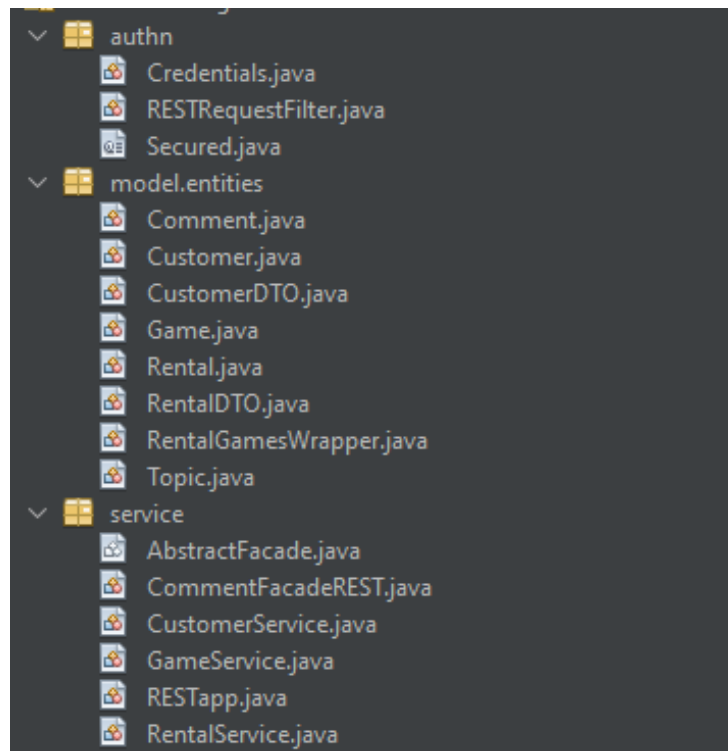 authn
Credentials.java
RESTRequestFilter.java
Secured.java
model.entities
Comment.java
Customer.java
CustomerDTO.java
Game.java
Rental.java
RentalDTO.java
RentalGamesWrapper.java
Topic.java
service
AbstractFacade.java
CommentFacadeREST.java
CustomerService.java
GameService.java
RESTapp.java
RentalService.java